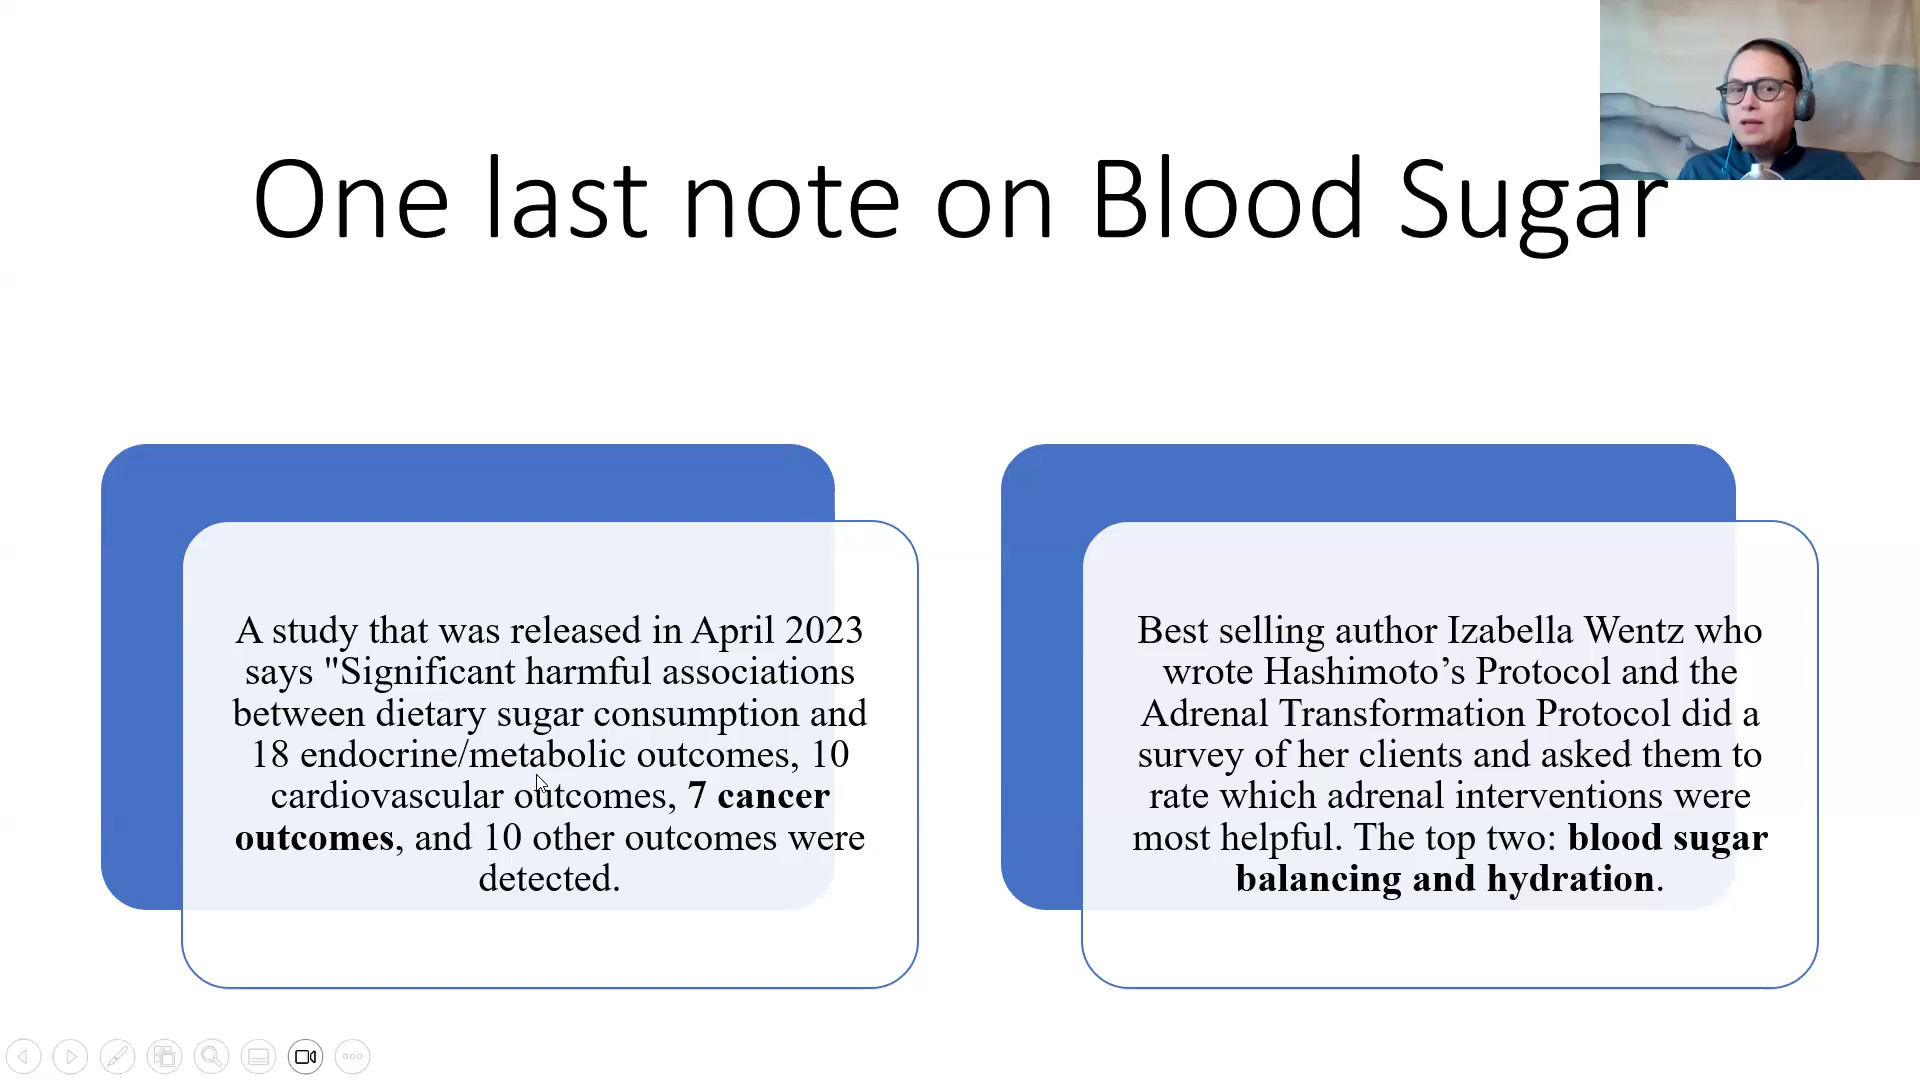 One last note on Blood Sugar
A study that was released in April 2023
says "Significant harmful associations
between dietary sugar consumption and
18 endocrine/metabolic outcomes, 10
cardiovascular outcomes, 7 cancer
outcomes, and 10 other outcomes were
detected.
Best selling author Izabella Wentz who
wrote Hashimoto’s Protocol and the
Adrenal Transformation Protocol did a
survey of her clients and asked them to
rate which adrenal interventions were
most helpful. The top two: blood sugar
balancing and hydration.